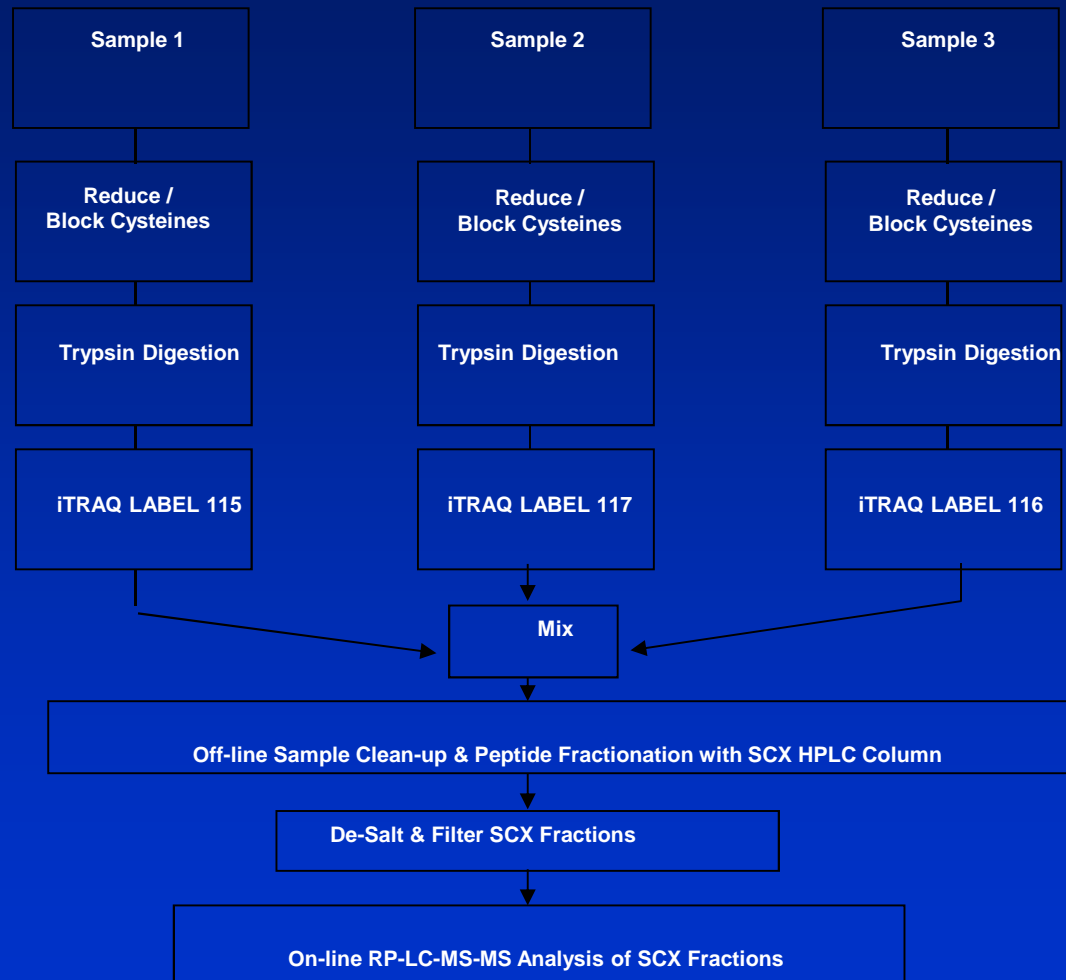 Sample 1
Sample 2
Sample 3
Reduce /
Block Cysteines
Reduce /
Block Cysteines
Reduce /
Block Cysteines
Trypsin Digestion
Trypsin Digestion
Trypsin Digestion
iTRAQ LABEL 115
iTRAQ LABEL 117
iTRAQ LABEL 116
Mix
Off-line Sample Clean-up & Peptide Fractionation with SCX HPLC Column
De-Salt & Filter SCX Fractions
On-line RP-LC-MS-MS Analysis of SCX Fractions